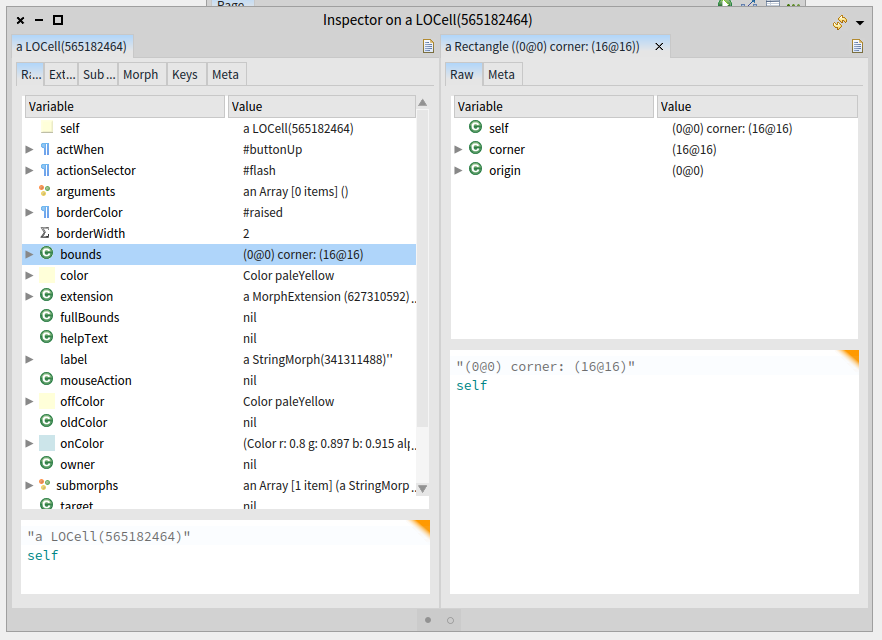 Page
Inspector on a LOCell(565182464)
a LOCell(565182464)
Ra... Ext... Sub ... Morph Keys Meta
Variable Value
self a LOCell(565182464)
actWhen #buttonUp
actionSelector #flash
arguments an Array [0 items] ()
borderColor #raised
borderWidth 2
bounds (0@0) corner: (16@16)
color Color paleYellow
extension a MorphExtension (627310592) ..
fullBounds nil
helpText nil
label a StringMorph(341311488)''
mouseAction nil
offColor Color paleYellow
oldColor nil
onColor (Color r: 0.8 g: 0.897 b: 0.915 alp..
owner nil
submorphs an Array [1 item] (a StringMorp ..
target nil
"a LOCell(565182464)"
self
a Rectangle ((0@0) corner: (16@16))
Raw Meta
Variable Value
self (0@0) corner: (16@16)
corner (16@16)
origin (0@0)
"(0@0) corner: (16@16)"
self